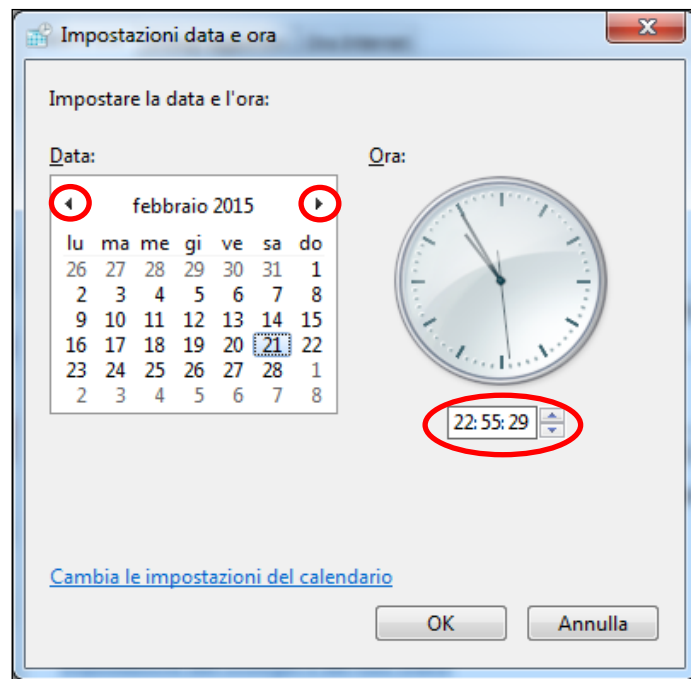 Impostazioni data e ora
Impostare la data e l'ora:
Data:
Ora:
febbraio 2015
lu ma me gi ve sa do
26 27 28 29 30 31 1
2 3 4 5 6 7 8
9 10 11 12 13 14 15
16 17 18 19 20 21 22
23 24 25 26 27 28 1
2 3 4 5 6 7 8
22:55:29
Cambia le impostazioni del calendario
OK Annulla